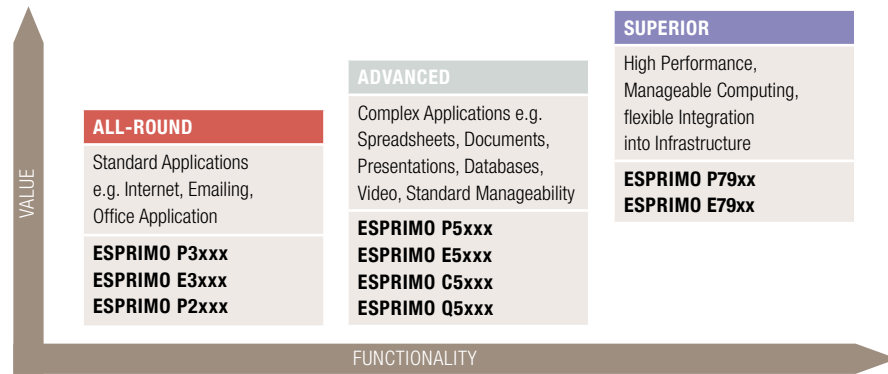 VALUE
ALL-ROUND
Standard Applications
e.g. Internet, Emailing,
Office Application
ESPRIMO P3xxx
ESPRIMO E3xxx
ESPRIMO P2xxx
ADVANCED
Complex Applications e.g.
Spreadsheets, Documents,
Presentations, Databases,
Video, Standard Manageability
ESPRIMO P5xxx
ESPRIMO E5xxx
ESPRIMO C5xxx
ESPRIMO Q5xxx
SUPERIOR
High Performance,
Manageable Computing,
flexible Integration
into Infrastructure
ESPRIMO P79xx
ESPRIMO E79xx
FUNCTIONALITY